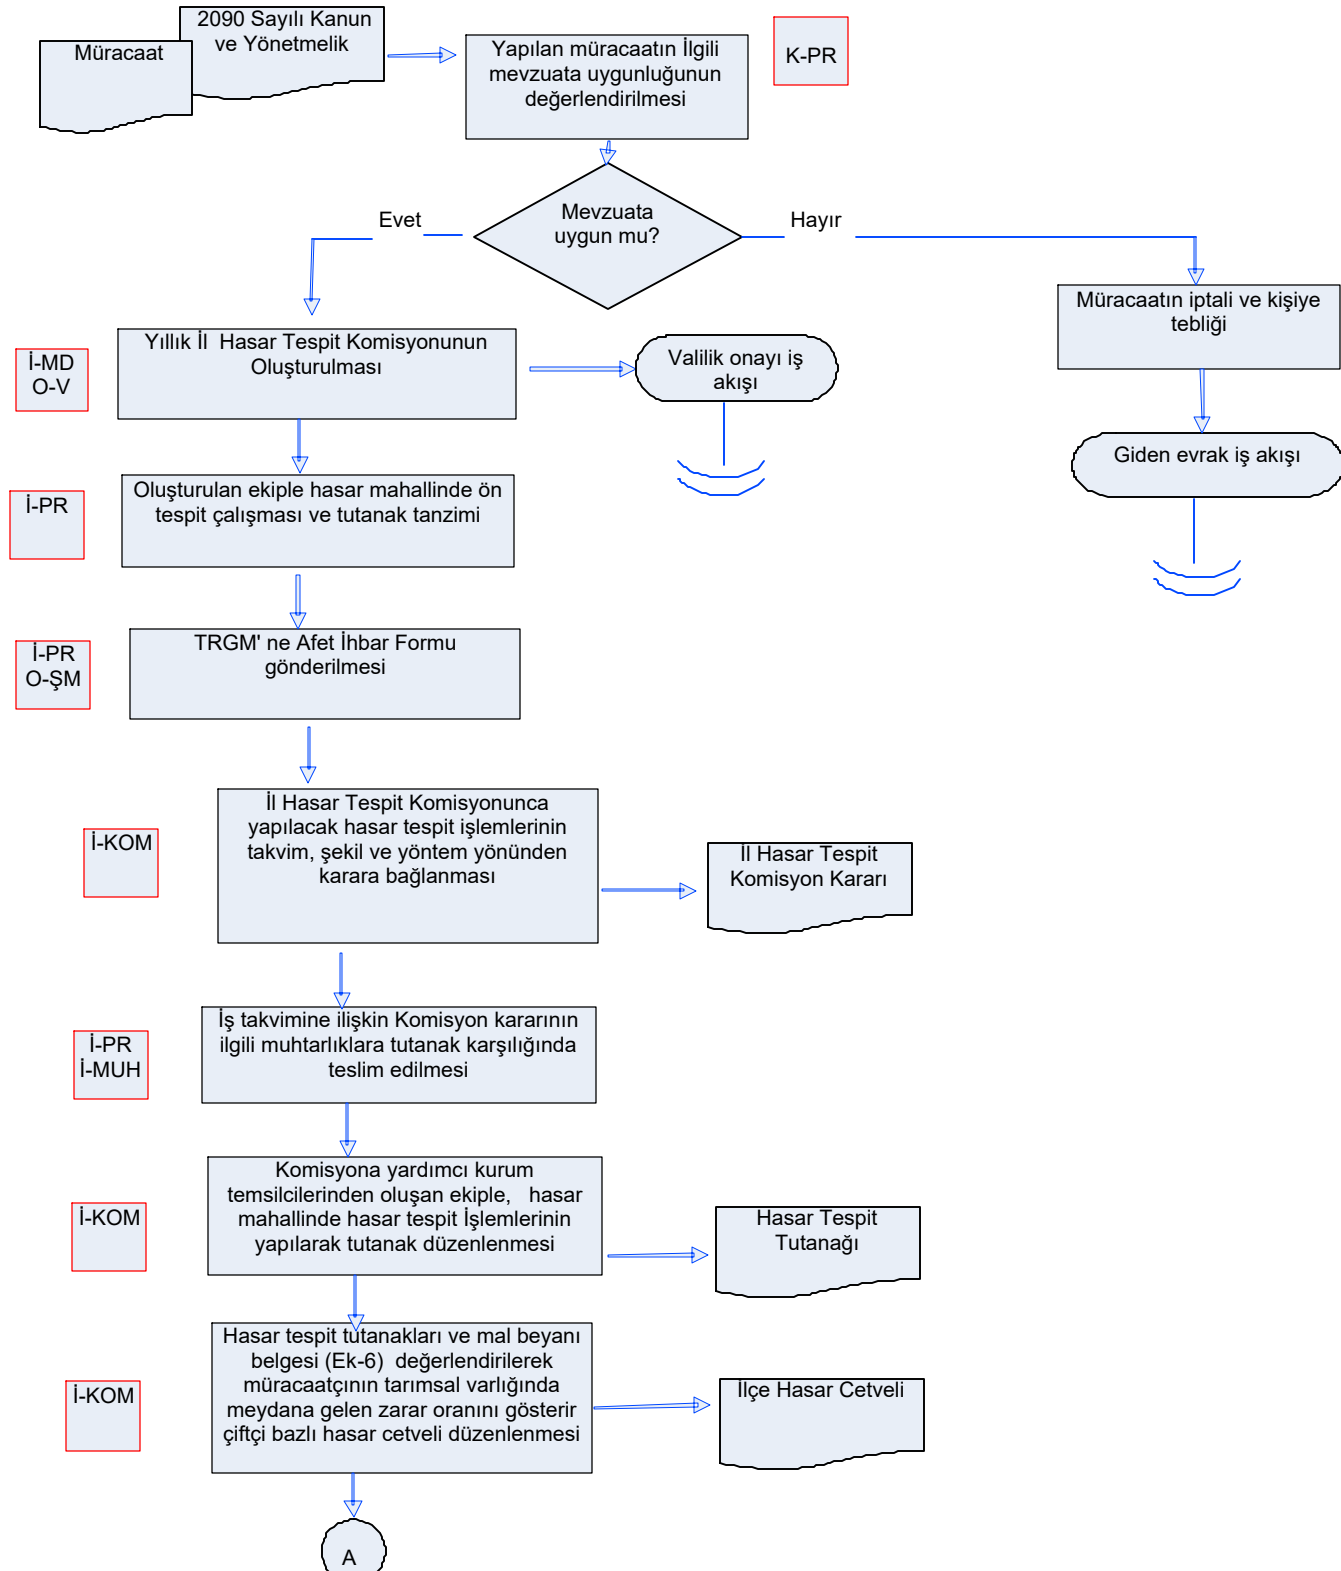 2090 Sayılı Kanun
ve Yönetmelik
Müracaat
Yapılan müracaatın İlgili
mevzuata uygunluğunun
değerlendirilmesi
K-PR
Mevzuata
uygun mu?
Evet
Hayır
Müracaatın iptali ve kişiye
tebliği
Yıllık İl  Hasar Tespit Komisyonunun
Oluşturulması
İ-MD
O-V
Valilik onayı iş
akışı
Giden evrak iş akışı
İ-PR
Oluşturulan ekiple hasar mahallinde ön
tespit çalışması ve tutanak tanzimi
İ-PR
O-ŞM
TRGM' ne Afet İhbar Formu
gönderilmesi
İ-KOM
İl Hasar Tespit Komisyonunca
yapılacak hasar tespit işlemlerinin
takvim, şekil ve yöntem yönünden
karara bağlanması
İl Hasar Tespit
Komisyon Kararı
İ-PR
İ-MUH
İş takvimine ilişkin Komisyon kararının
ilgili muhtarlıklara tutanak karşılığında
teslim edilmesi
İ-KOM
Komisyona yardımcı kurum
temsilcilerinden oluşan ekiple,   hasar
mahallinde hasar tespit İşlemlerinin
yapılarak tutanak düzenlenmesi
Hasar Tespit
Tutanağı
İ-KOM
Hasar tespit tutanakları ve mal beyanı
belgesi (Ek-6)  değerlendirilerek
müracaatçının tarımsal varlığında
meydana gelen zarar oranını gösterir
çiftçi bazlı hasar cetveli düzenlenmesi
İlçe Hasar Cetveli
A